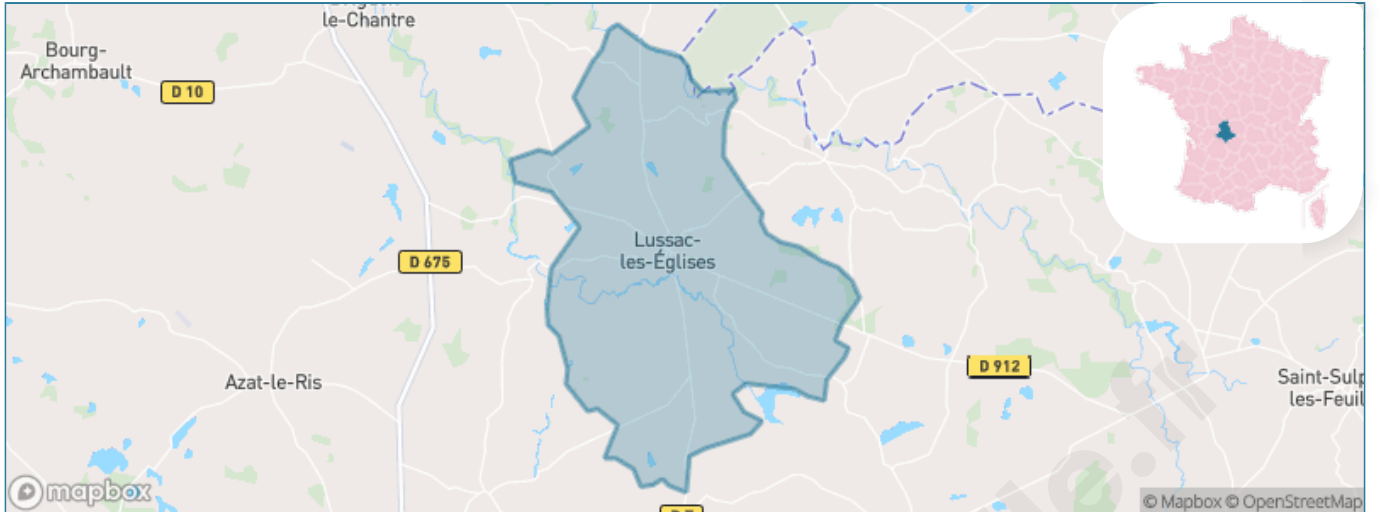 le-Chantre
Bourg-
Archambault
D 10
Lussac-
les-Églises
D 675
D 912
Azat-le-Ris
Saint-Sulp
les-Feuil
mapbox
© Mapbox © OpenStreetMap